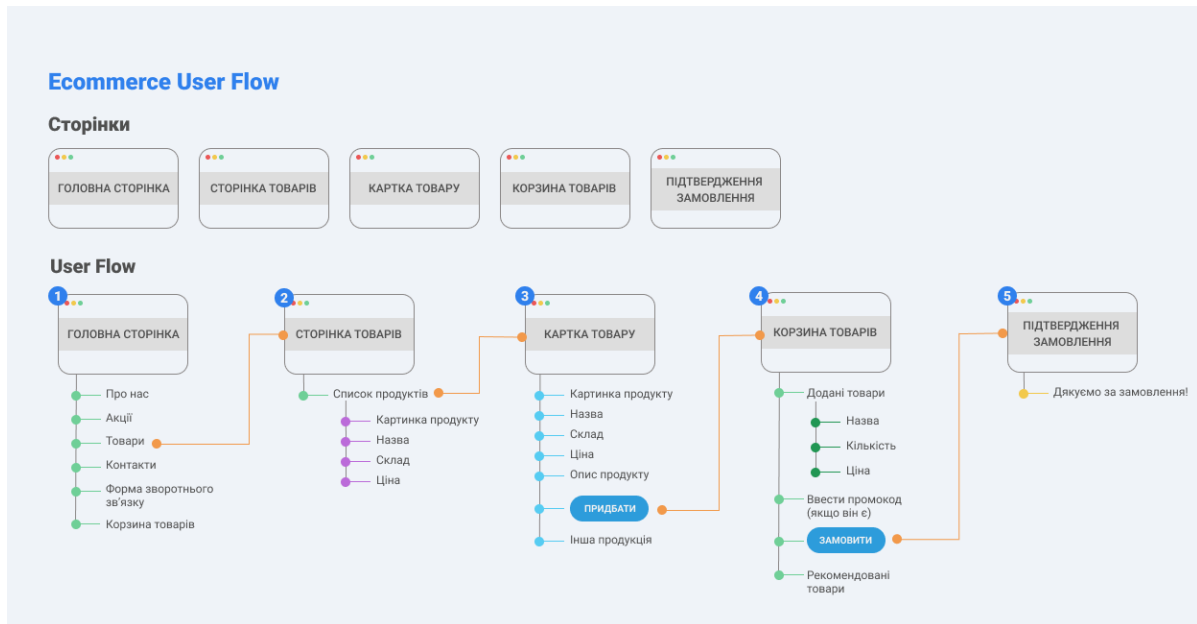 Ecommerce User Flow
Сторінки
ГОЛОВНА СТОРІНКА
СТОРІНКА ТОВАРІВ
КАРТКА ТОВАРУ
КОРЗИНА ТОВАРІВ
ПІДТВЕРДЖЕННЯ
ЗАМОВЛЕННЯ
User Flow
1
ГОЛОВНА СТОРІНКА
Про нас
Акції
Товари
Контакти
Форма зворотнього
зв'язку
Корзина товарів
2
СТОРІНКА ТОВАРІВ
Список продуктів
Картинка продукту
Назва
Склад
Ціна
3
КАРТКА ТОВАРУ
Картинка продукту
Назва
Склад
Ціна
Опис продукту
ПРИДБАТИ
Інша продукція
4
КОРЗИНА ТОВАРІВ
Додані товари
Назва
Кількість
Ціна
Ввести промокод
(якщо він є)
ЗАМОВИТИ
Рекомендовані
товари
5
ПІДТВЕРДЖЕННЯ
ЗАМОВЛЕННЯ
Дякуємо за замовлення!